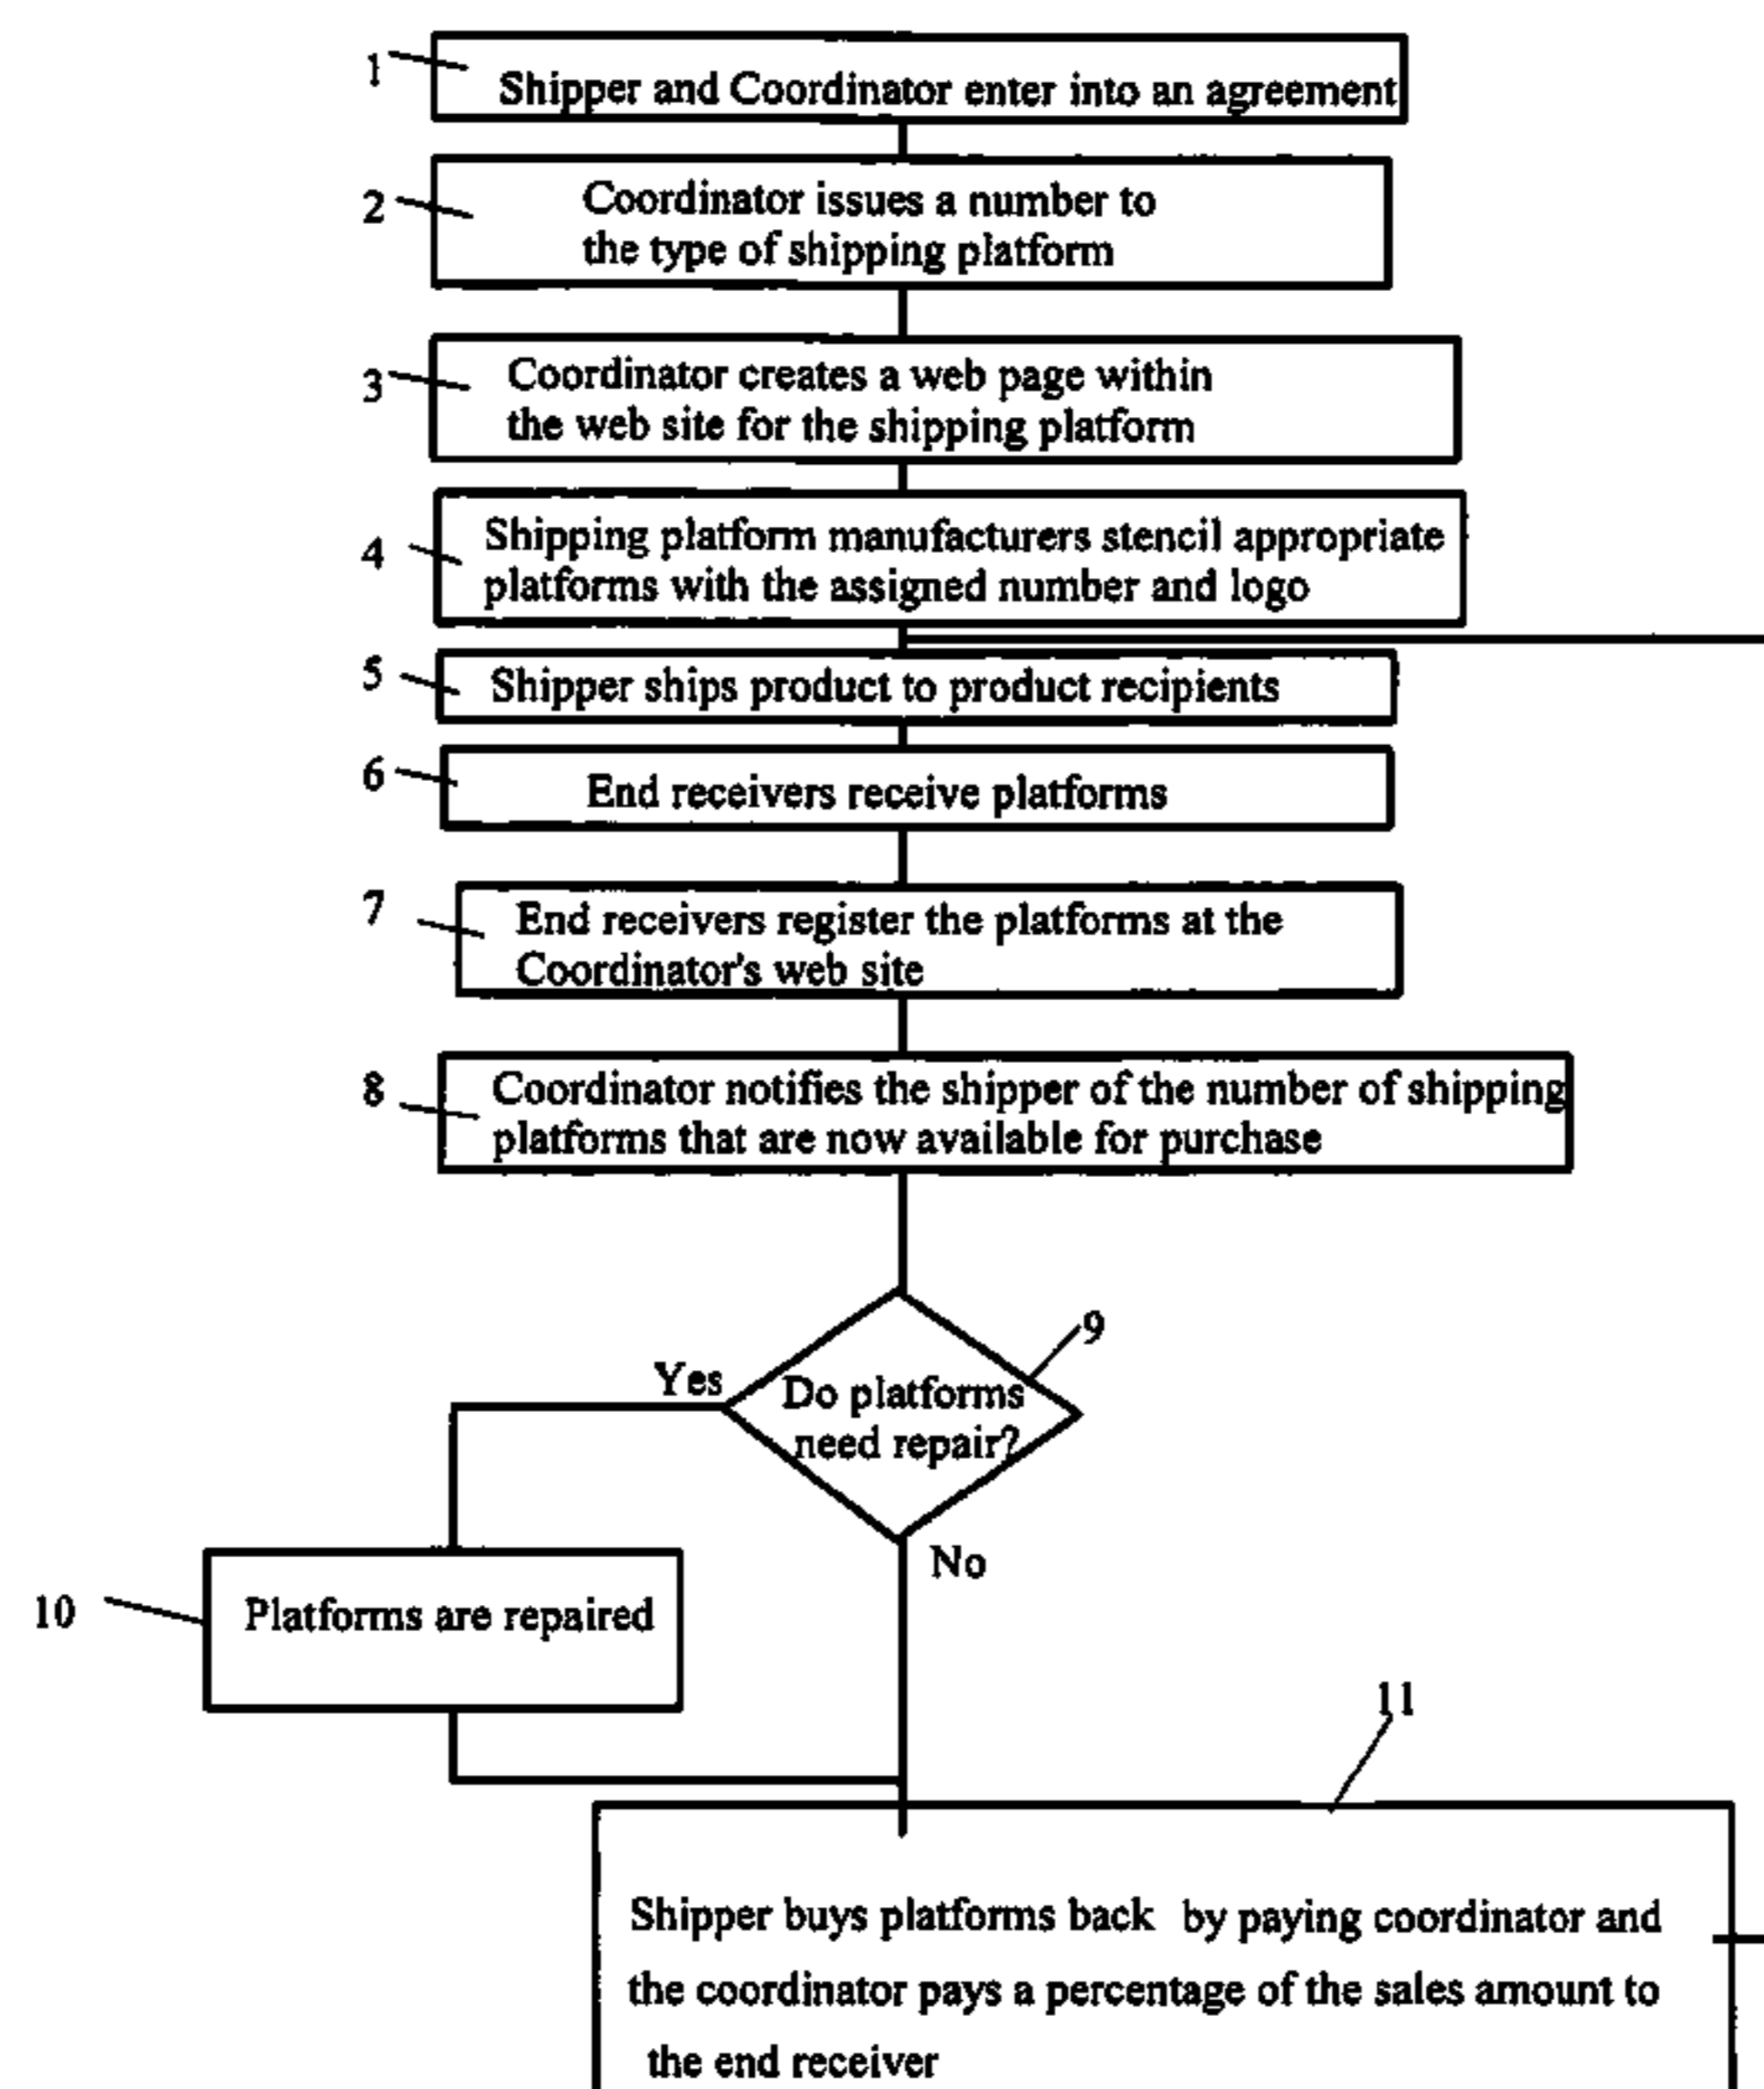 1
Shipper and Coordinator enter into an agreement
2
Coordinator issues a number to
the type of shipping platform
3
Coordinator creates a web page within
the web site for the shipping platform
4
Shipping platform manufacturers stencil appropriate
platforms with the assigned number and logo
5
Shipper ships product to product recipients
6
End receivers receive platforms
7
End receivers register the platforms at the
Coordinator's web site
8
Coordinator notifies the shipper of the number of shipping
platforms that are now available for purchase
9
Yes
Do platforms
need repair?
No
10
Platforms are repaired
11
Shipper buys platforms back by paying coordinator and
the coordinator pays a percentage of the sales amount to
the end receiver